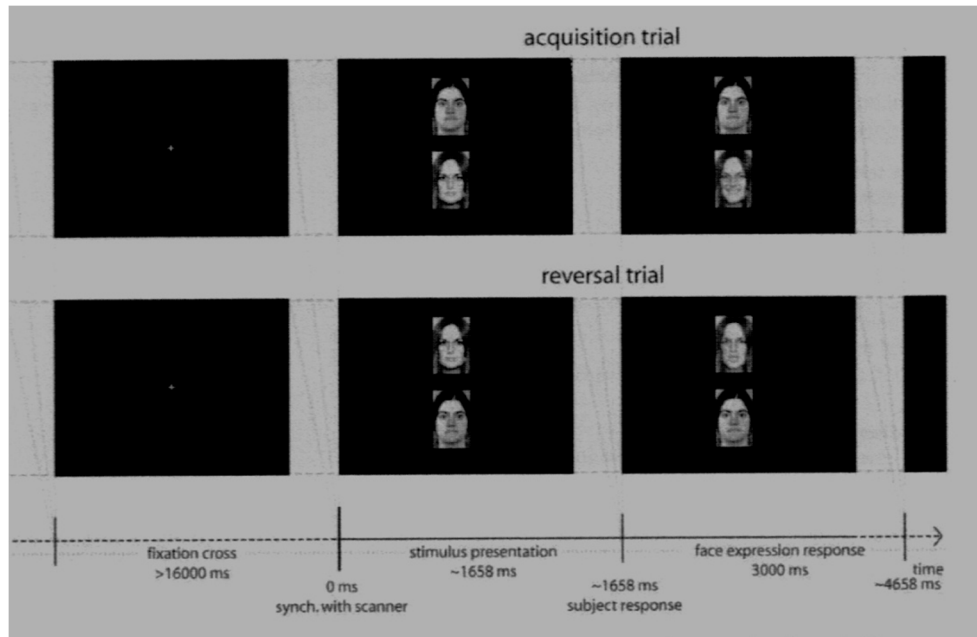 acquisition trial
reversal trial
fixation cross
>16000 ms
stimulus presentation
~1658 ms
face expression response
3000 ms
time
0 ms
synch. with scanner
~1658 ms
subject response
~4658 ms